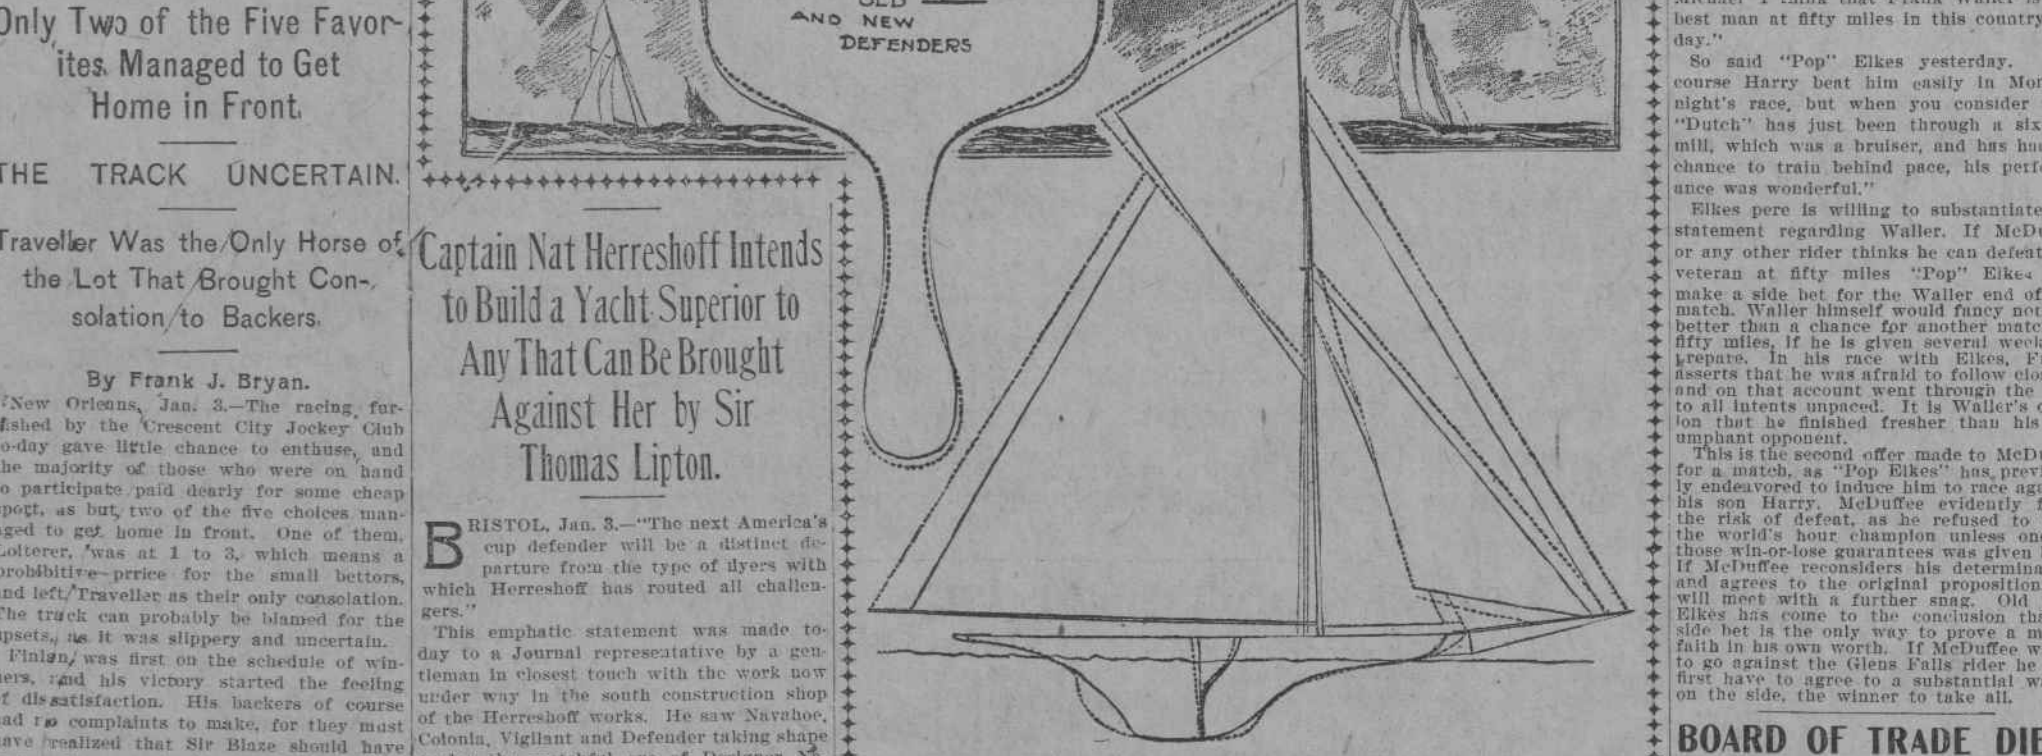 Only Two of the Five Favor-
ites Managed to Get
Home in Front.
THE TRACK UNCERTAIN.
Traveller Was the Only Horse of
the Lot That Brought Con-
solation to Backers.
By Frank J. Bryan.
New Orleans, Jan. 3.—The racing fur-
nished by the Crescent City Jockey Club
to-day gave little chance to enthuse, and
the majority of those who were on hand
to participate paid dearly for some cheap
sport, as but two of the five choices man-
aged to get home in front. One of them,
Loiterer, was at 1 to 3, which means a
prohibitive prrice for the small bettors,
and left Traveller as their only consolation.
The track can probably be blamed for the
upsets, as it was slippery and uncertain.
Finlan was first on the schedule of win-
ners, and his victory started the feeling
of dissatisfaction. His backers of course
had no complaints to make, for they must
have realized that Sir Blaze should have
OLD
AND NEW
DEFENDERS
Captain Nat Herreshoff Intends
to Build a Yacht Superior to
Any That Can Be Brought
Against Her by Sir
Thomas Lipton.
BRISTOL, Jan. 3.—"The next America's
cup defender will be a distinct de-
parture from the type of flyers with
which Herreshoff has routed all challen-
gers."
This emphatic statement was made to-
day to a Journal representative by a gen-
tleman in closest touch with the work now
under way in the south construction shop
of the Herreshoff works. He saw Navahoe,
Colonia, Vigilant and Defender taking shape
best man at fifty miles in this country
day."
So said "Pop" Elkes yesterday.
course Harry beat him easily in Mon
night's race, but when you consider
"Dutch" has just been through a six
mill, which was a bruiser, and has had
chance to train behind pace, his perf
ance was wonderful."
Elkes pere is willing to substantiate
statement regarding Waller. If McDu
or any other rider thinks he can defeat
veteran at fifty miles "Pop" Elkes
make a side bet for the Waller end of
match. Waller himself would fancy not
better than a chance for another match
fifty miles, if he is given several weeks
prepare. In his race with Elkes, F
asserts that he was afraid to follow clos
and on that account went through the
to all intents unpaced. It is Waller's
ion that he finished fresher than his
umphant opponent.
This is the second offer made to McDu
for a match, as "Pop Elkes" has previ
ly endeavored to induce him to race aga
his son Harry. McDuffee evidently
the risk of defeat, as he refused to
the world's hour champion unless one
those win-or-lose guarantees was given
If McDuffee reconsiders his determina
and agrees to the original proposition
will meet with a further snag. Old
Elkes has come to the conclusion tha
side bet is the only way to prove a m
faith in his own worth. If McDuffee w
to go against the Glens Falls rider he
first have to agree to a substantial w
on the side, the winner to take all.
BOARD OF TRADE DI